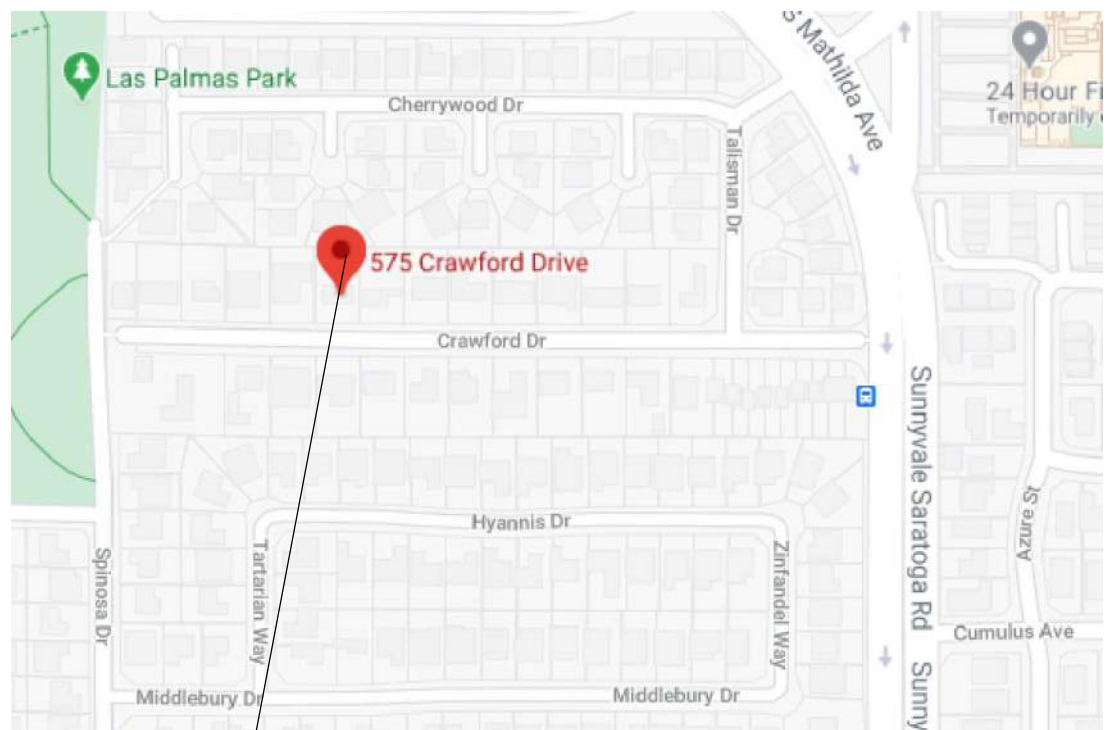 S Mathilda Ave
Las Palmas Park
24 Hour Fi
Temporarily
Cherrywood Dr
Talisman Dr
575 Crawford Drive
Crawford Dr
Sunnyvale Saratoga Rd
Hyannis Dr
Azure St
Spinosa Dr
Tartarian Way
Zinfandel Way
Cumulus Ave
Middlebury Dr
Middlebury Dr
Sunny